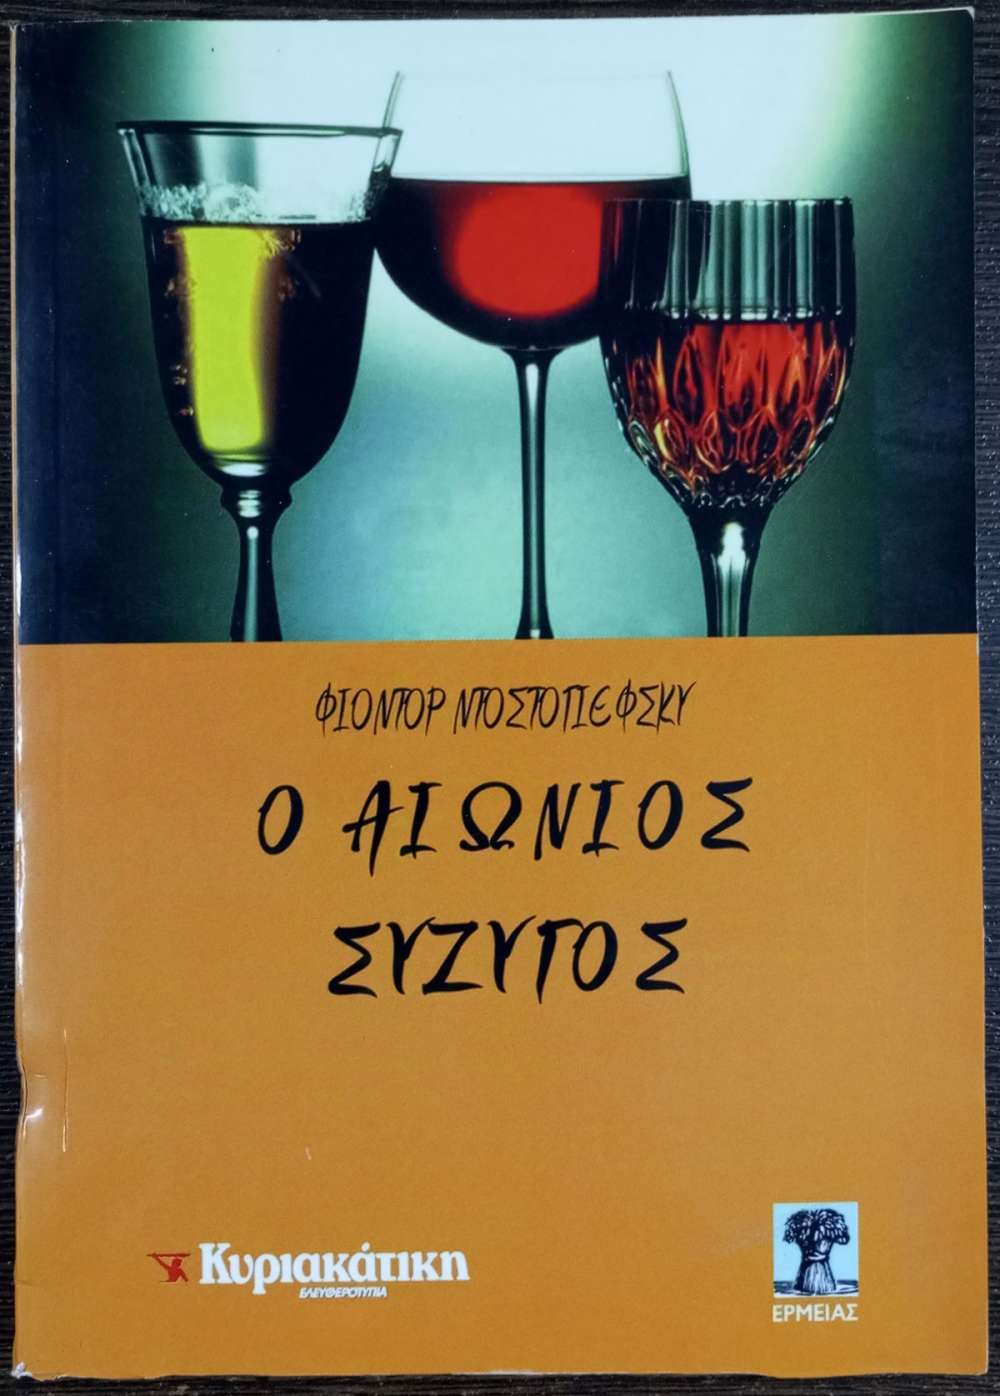 ΦΙΟΝΤΟΡ ΝΤΟΣΤΟΓΙΕΦΣΚΥ
Ο ΑΙΩΝΙΟΣ
ΣΥΖΥΓΟΣ
Κυριακάτικη
ΕΛΕΥΘΕΡΟΤΥΠΙΑ
ΕΡΜΕΙΑΣ